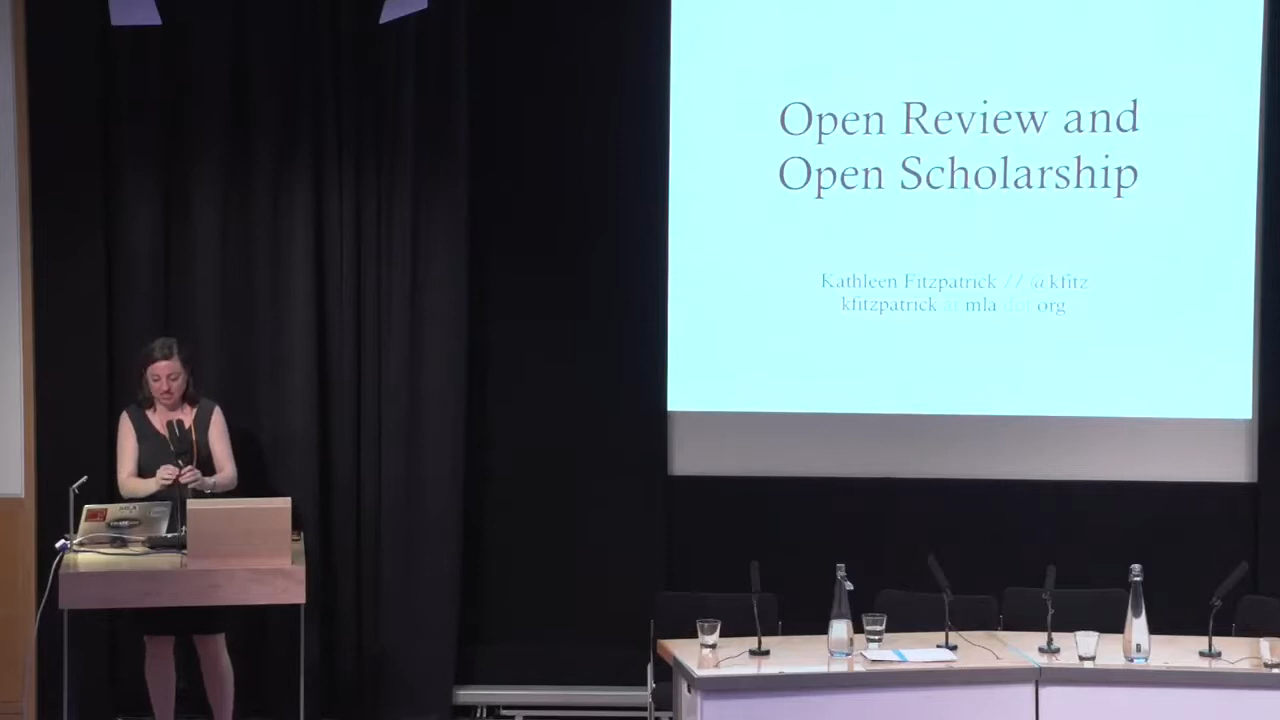 Open Review and
Open Scholarship
Kathleen Fitzpatrick // @kfitz
kfitzpatrick at mla dot org